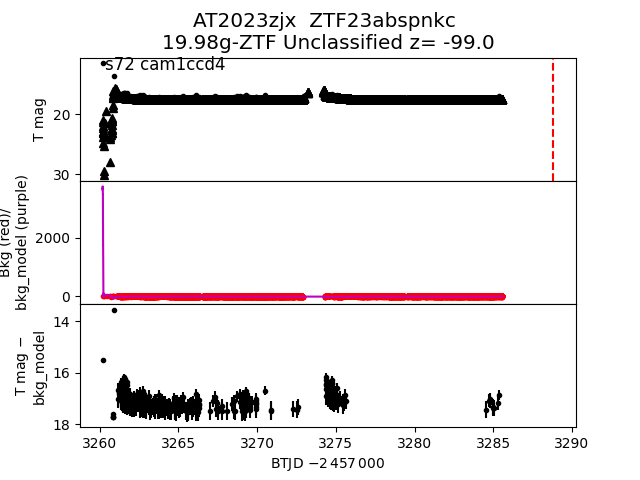 AT2023zjx  ZTF23abspnkc
19.98g-ZTF Unclassified z= -99.0
s72 cam1ccd4
T mag
20
30
Bkg (red)/
bkg_model (purple)
2000
0
T mag −
bkg_model
14
16
18
3260 3265 3270 3275 3280 3285 3290
BTJD −2 457 000